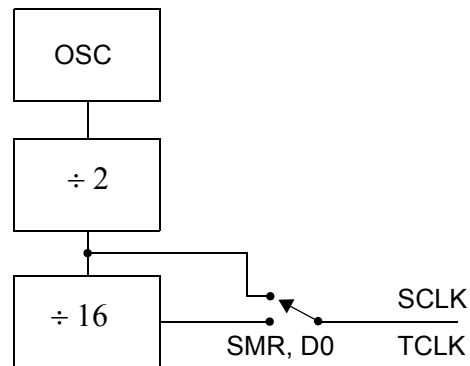 OSC
÷ 2
÷ 16
SCLK
SMR, D0
TCLK